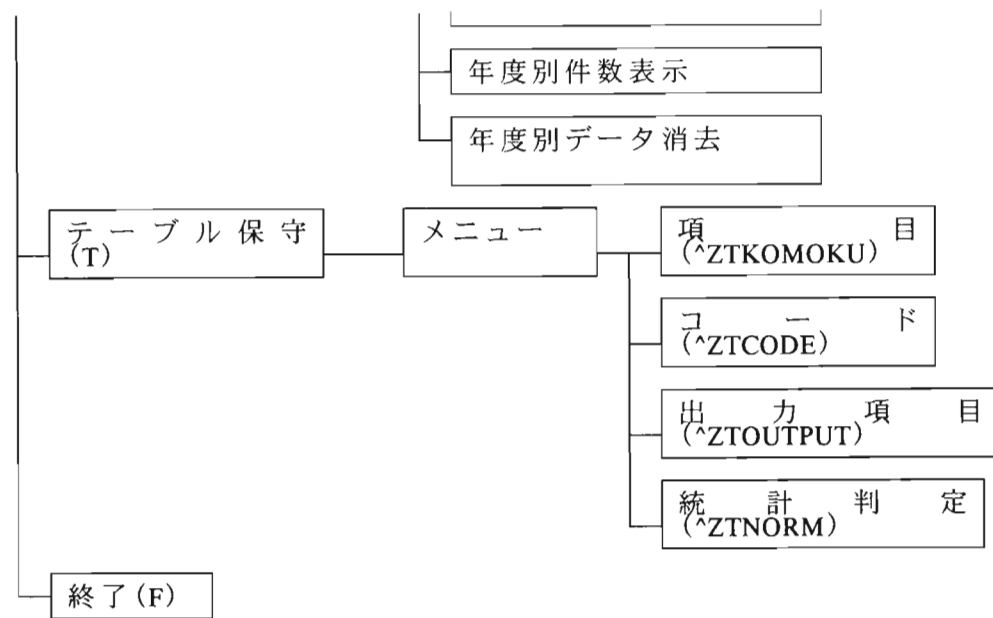 年度別件数表示
年度別データ消去
テーブル保守
(T)
メニュー
項目
(^ZTKOMOKU)
コード
(^ZTCODE)
出力項目
(^ZTOUTPUT)
統計判定
(^ZTNORM)
終了(F)